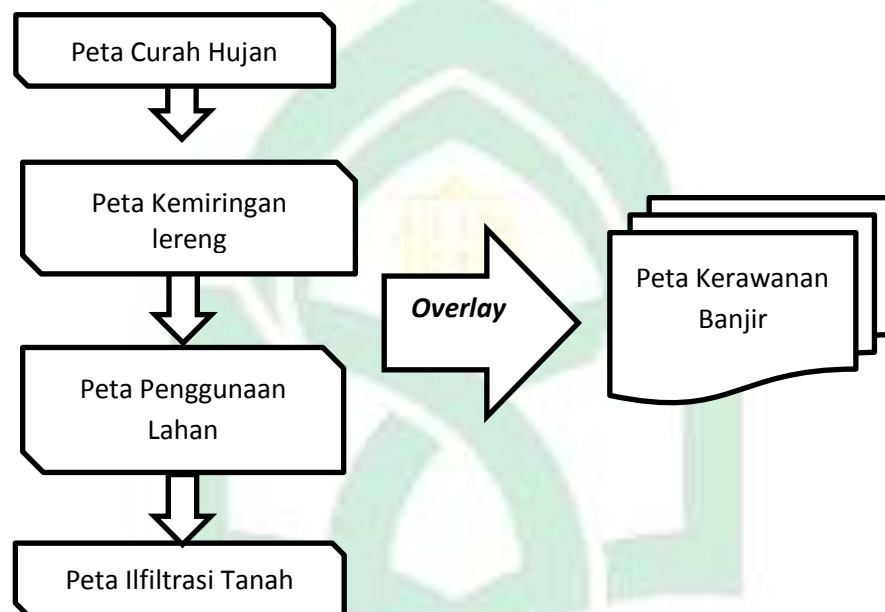 Peta Curah Hujan
Peta Kemiringan
lereng
Peta Penggunaan
Lahan
Peta Ilfiltrasi Tanah
Overlay
Peta Kerawanan
Banjir